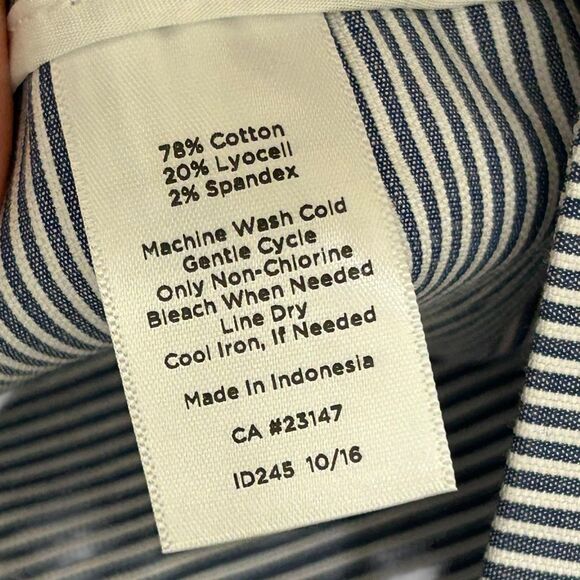 78% Cotton
20% Lyocell
2% Spandex
Machine Wash Cold
Gentle Cycle
Only Non-Chlorine
Bleach When Needed
Line Dry
Cool Iron, If Needed
Made In Indonesia
CA #23147
ID245 10/16